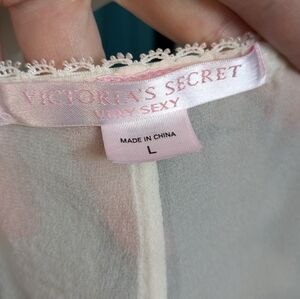 VICTORIA'S SECRET
VERY SEXY
MADE IN CHINA
L